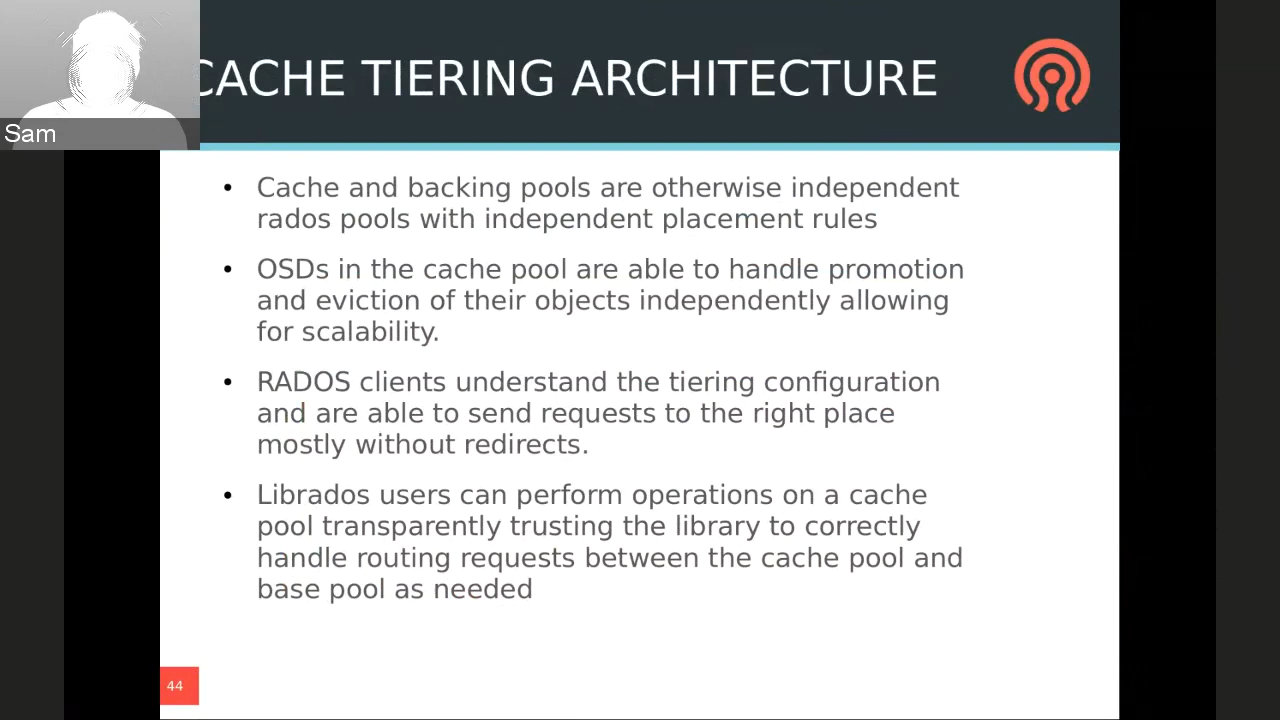 CACHE TIERING ARCHITECTURE
Sam
• Cache and backing pools are otherwise independent
rados pools with independent placement rules
• OSDs in the cache pool are able to handle promotion
and eviction of their objects independently allowing
for scalability.
• RADOS clients understand the tiering configuration
and are able to send requests to the right place
mostly without redirects.
• Librados users can perform operations on a cache
pool transparently trusting the library to correctly
handle routing requests between the cache pool and
base pool as needed
44